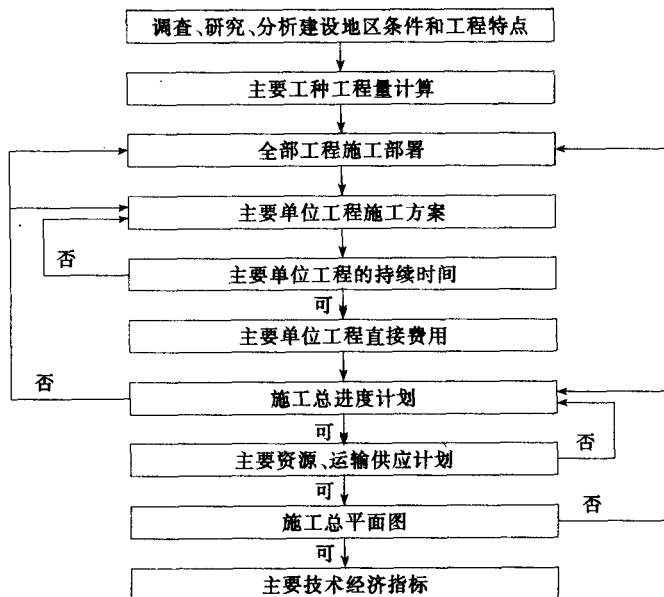 调查、研究、分析建设地区条件和工程特点
主要工种工程量计算
全部工程施工部署
主要单位工程施工方案
否
主要单位工程的持续时间
可
主要单位工程直接费用
否
施工总进度计划
可
否
主要资源、运输供应计划
可
否
施工总平面图
可
主要技术经济指标